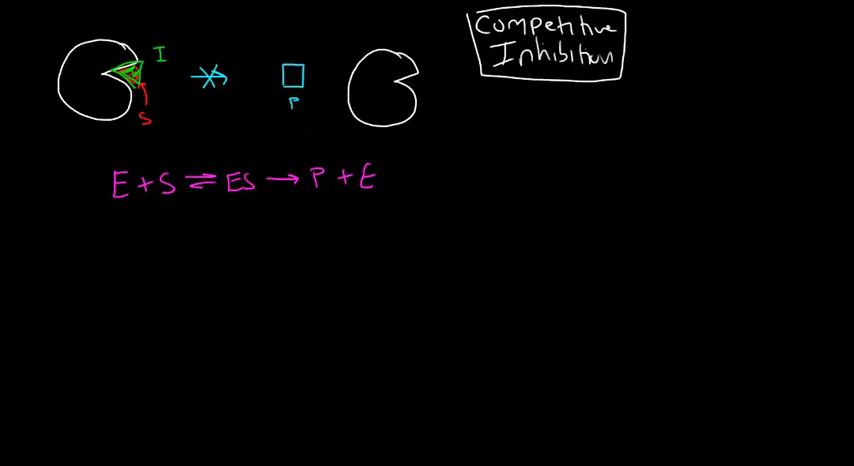 Competitive
Inhibition
I
S
P
E + S ⇌ ES → P + E